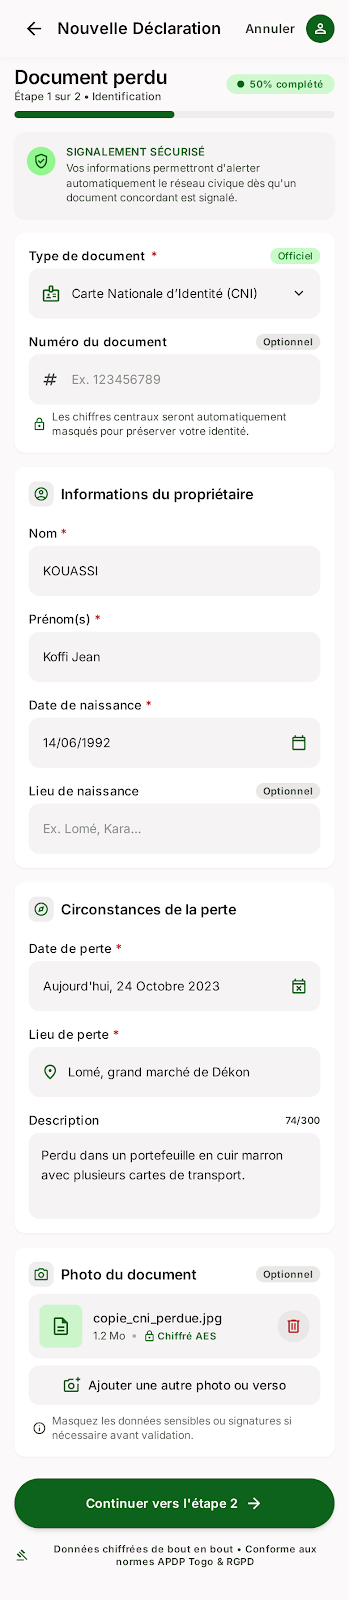 Nouvelle Déclaration
Annuler
Document perdu
Étape 1 sur 2 • Identification
50% complété
SIGNALEMENT SÉCURISÉ
Vos informations permettront d'alerter
automatiquement le réseau civique dès qu'un
document concordant est signalé.
Type de document *
Officiel
Carte Nationale d'Identité (CNI)
Numéro du document
Optionnel
# Ex. 123456789
Les chiffres centraux seront automatiquement
masqués pour préserver votre identité.
Informations du propriétaire
Nom *
KOUASSI
Prénom(s) *
Koffi Jean
Date de naissance *
14/06/1992
Lieu de naissance
Optionnel
Ex. Lomé, Kara...
Circonstances de la perte
Date de perte *
Aujourd'hui, 24 Octobre 2023
Lieu de perte *
Lomé, grand marché de Dékon
Description
74/300
Perdu dans un portefeuille en cuir marron
avec plusieurs cartes de transport.
Photo du document
Optionnel
copie_cni_perdue.jpg
1.2 Mo • Chiffré AES
Ajouter une autre photo ou verso
Masquez les données sensibles ou signatures si
nécessaire avant validation.
Continuer vers l'étape 2 →
Données chiffrées de bout en bout • Conforme aux
normes APDP Togo & RGPD